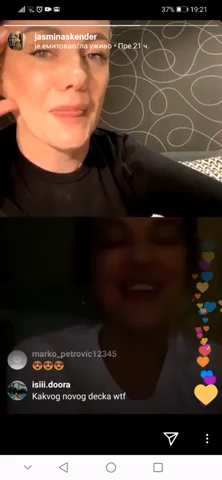 37% 19:21
jasminaskender
је емитовао/ла уживо • Пре 21 ч.
marko_petrovic12345
😍😍😍
isiii.doora
Kakvog novog decka wtf